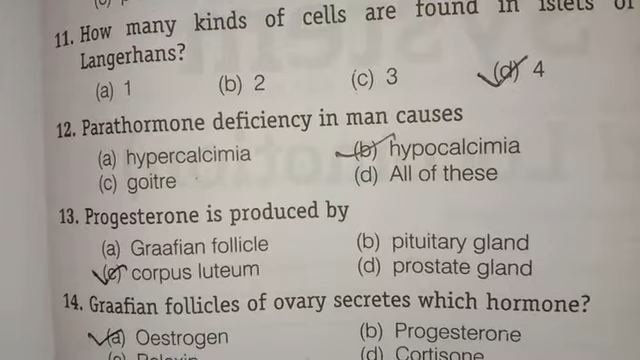 11. How many kinds of cells are found in islets of
Langerhans?
(a) 1 (b) 2 (c) 3 (d) 4
12. Parathormone deficiency in man causes
(a) hypercalcimia (b) hypocalcimia
(c) goitre (d) All of these
13. Progesterone is produced by
(a) Graafian follicle (b) pituitary gland
(c) corpus luteum (d) prostate gland
14. Graafian follicles of ovary secretes which hormone?
(a) Oestrogen (b) Progesterone
(c) Relaxin (d) Cortisone